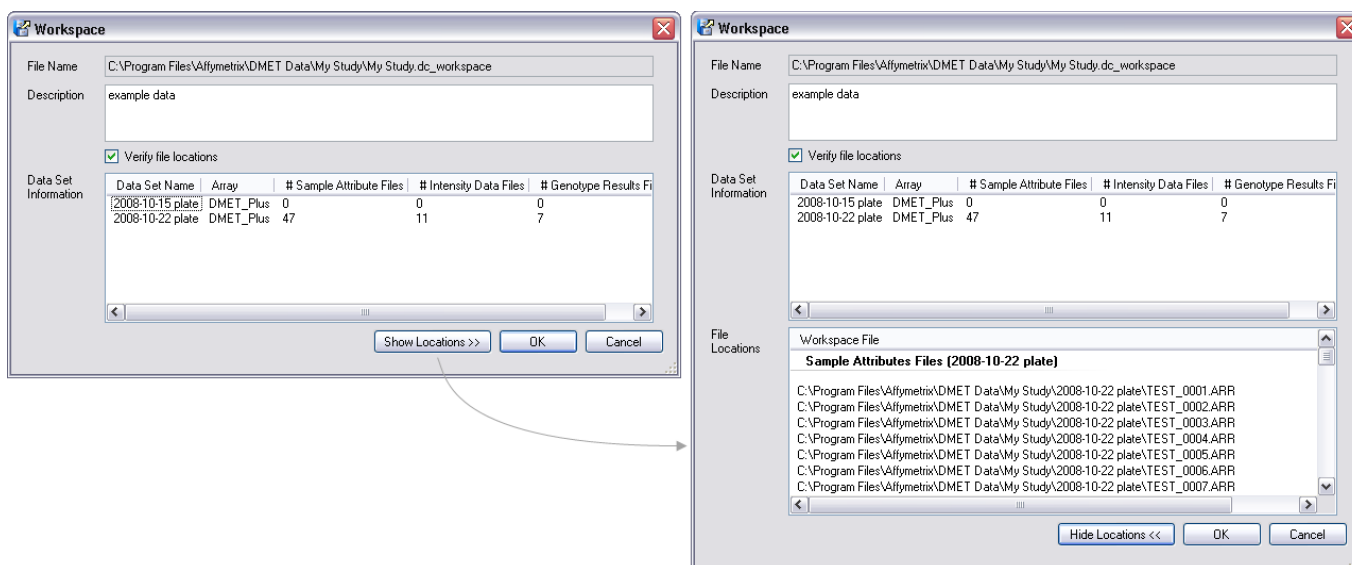 Workspace
File Name C:\Program Files\Affymetrix\DMET Data\My Study\My Study.dc_workspace
Description example data
Verify file locations
Data Set Information
Data Set Name Array # Sample Attribute Files # Intensity Data Files # Genotype Results Fi
2008-10-15 plate DMET_Plus 0 0 0
2008-10-22 plate DMET_Plus 47 11 7
Show Locations >> OK Cancel
Workspace
File Name C:\Program Files\Affymetrix\DMET Data\My Study\My Study.dc_workspace
Description example data
Verify file locations
Data Set Information
Data Set Name Array # Sample Attribute Files # Intensity Data Files # Genotype Results Fi
2008-10-15 plate DMET_Plus 0 0 0
2008-10-22 plate DMET_Plus 47 11 7
File Locations
Workspace File
Sample Attributes Files (2008-10-22 plate)
C:\Program Files\Affymetrix\DMET Data\My Study\2008-10-22 plate\TEST_0001.ARR
C:\Program Files\Affymetrix\DMET Data\My Study\2008-10-22 plate\TEST_0002.ARR
C:\Program Files\Affymetrix\DMET Data\My Study\2008-10-22 plate\TEST_0003.ARR
C:\Program Files\Affymetrix\DMET Data\My Study\2008-10-22 plate\TEST_0004.ARR
C:\Program Files\Affymetrix\DMET Data\My Study\2008-10-22 plate\TEST_0005.ARR
C:\Program Files\Affymetrix\DMET Data\My Study\2008-10-22 plate\TEST_0006.ARR
C:\Program Files\Affymetrix\DMET Data\My Study\2008-10-22 plate\TEST_0007.ARR
Hide Locations << OK Cancel